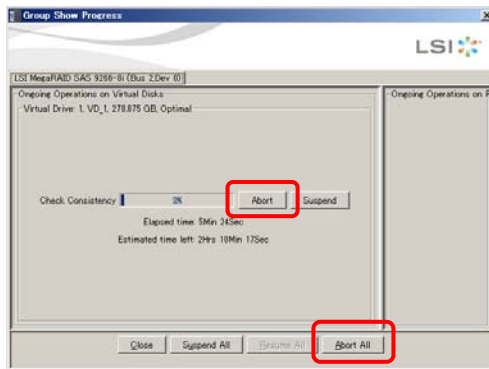 Group Show Progress
LSI
LSI MegaRAID SAS 9266-8i (Bus 2,Dev 0)
Ongoing Operations on Virtual Disks
Ongoing Operations on P
Virtual Drive: 1, VD_1, 278.875 GB, Optimal
Check Consistency
Abort
Suspend
Elapsed time: 5Min 24Sec
Estimated time left: 2Hrs 10Min 17Sec
Close
Suspend All
Resume All
Abort All